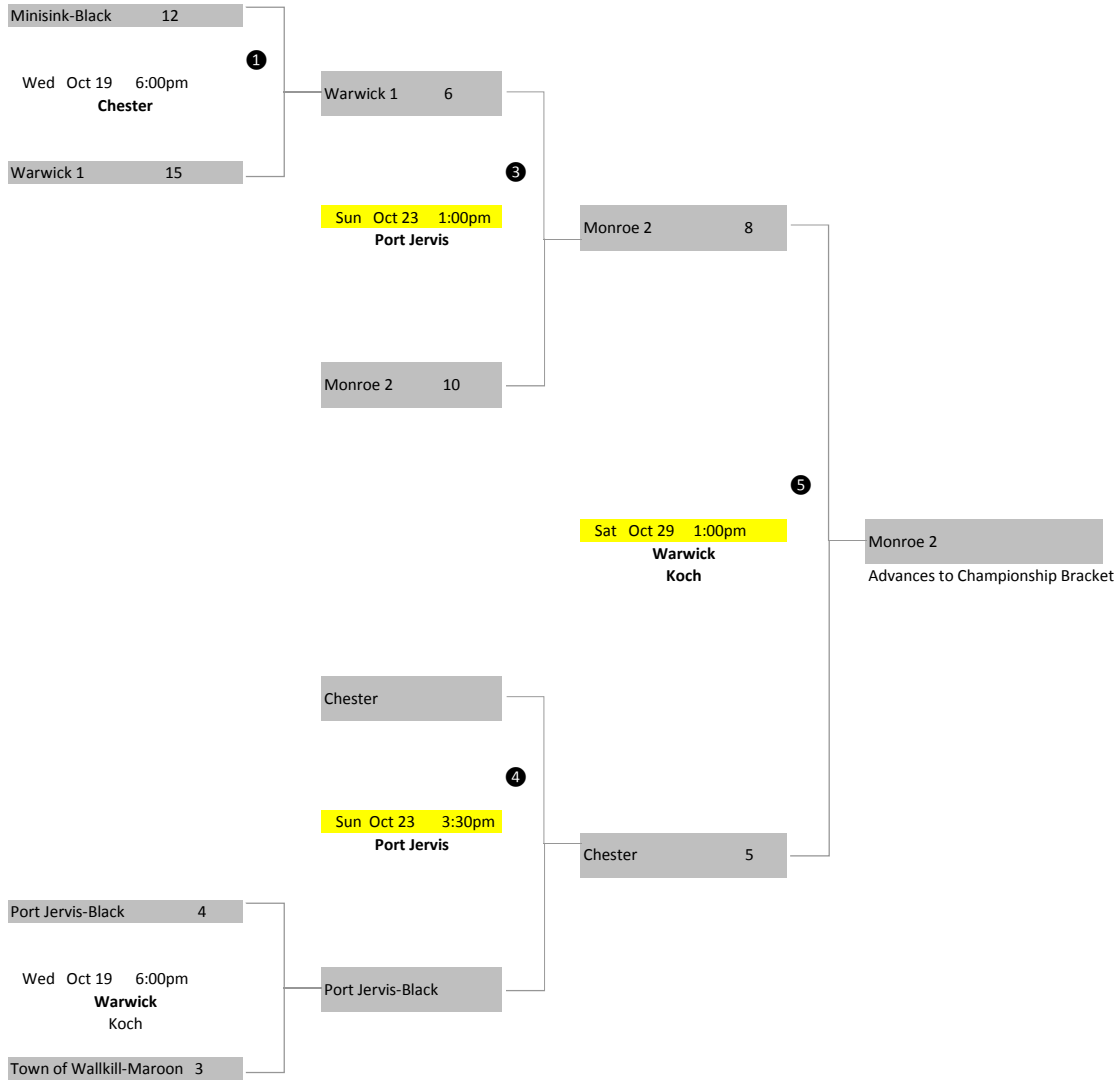 Minisink-Black 12
❶
Wed Oct 19 6:00pm
Chester
Warwick 1 6
Warwick 1 15
❸
Sun Oct 23 1:00pm
Port Jervis
Monroe 2 8
Monroe 2 10
❺
Sat Oct 29 1:00pm
Warwick
Koch
Monroe 2
Advances to Championship Bracket
Chester
❹
Sun Oct 23 3:30pm
Port Jervis
Chester 5
Port Jervis-Black 4
Wed Oct 19 6:00pm
Warwick
Koch
Port Jervis-Black
Town of Wallkill-Maroon 3